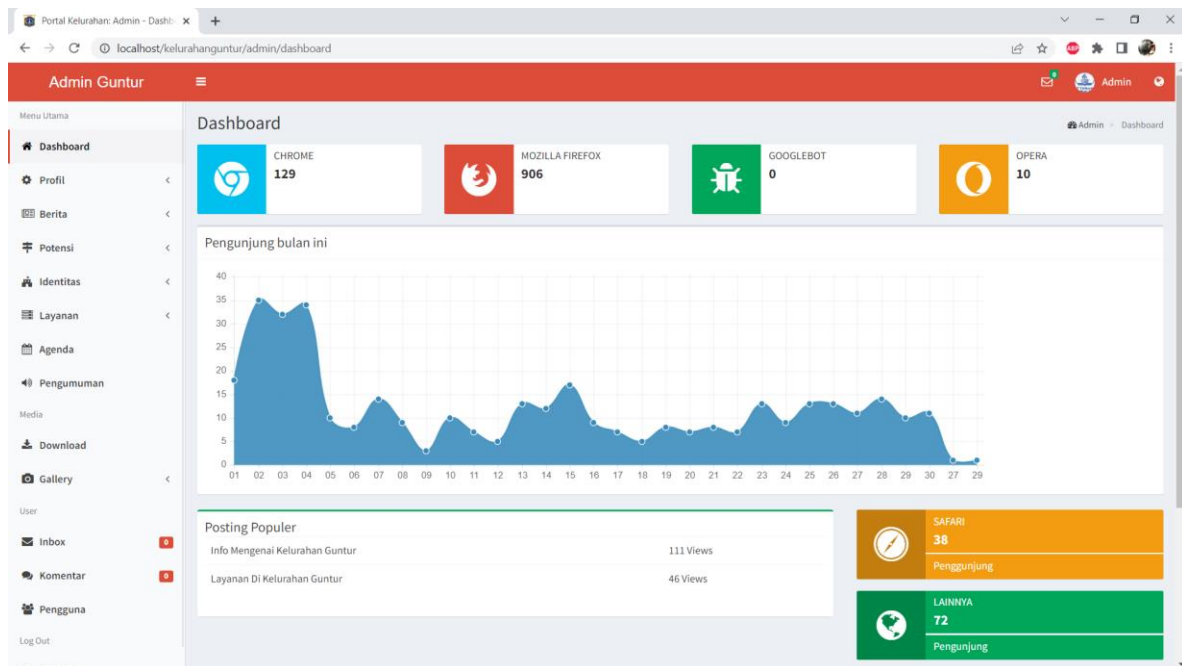 Portal Kelurahan: Admin - Dashb
localhost/kelurahanguntur/admin/dashboard
ABP
Admin Guntur
0
Admin
Menu Utama
Dashboard
Profil
Berita
Potensi
Identitas
Layanan
Agenda
Pengumuman
Media
Download
Gallery
User
Inbox 0
Komentar 0
Pengguna
Log Out
Dashboard
Admin > Dashboard
CHROME
129
MOZILLA FIREFOX
906
GOOGLEBOT
0
OPERA
10
Pengunjung bulan ini
40
35
30
25
20
15
10
5
0
01 02 03 04 05 06 07 08 09 10 11 12 13 14 15 16 17 18 19 20 21 22 23 24 25 26 27 28 29 30 27 29
Posting Populer
Info Mengenai Kelurahan Guntur 111 Views
Layanan Di Kelurahan Guntur 46 Views
SAFARI
38
Penggunjung
LAINNYA
72
Pengunjung